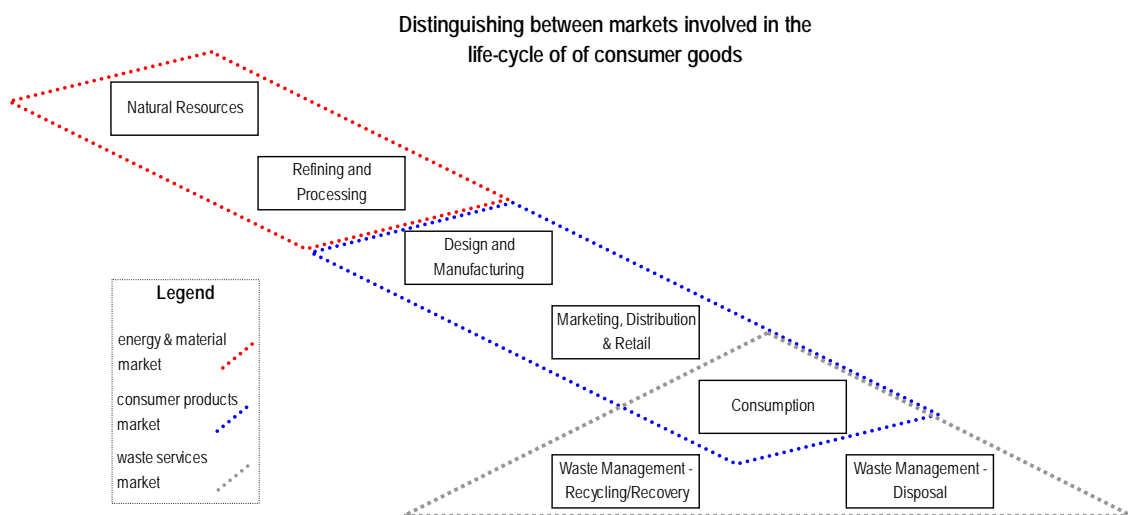 Distinguishing between markets involved in the
life-cycle of of consumer goods
Natural Resources
Refining and
Processing
Design and
Manufacturing
Marketing, Distribution
& Retail
Consumption
Waste Management -
Recycling/Recovery
Waste Management -
Disposal
Legend
energy & material
market
consumer products
market
waste services
market